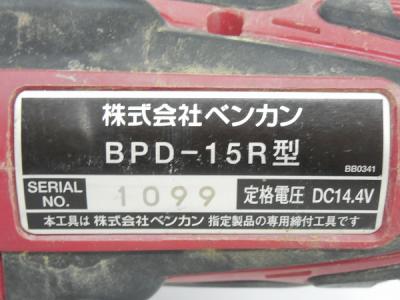 株式会社ベンカン
BPD-15R型
BB0341
SERIAL NO. 1099 定格電圧 DC14.4V
本工具は 株式会社ベンカン 指定製品の専用締付工具です